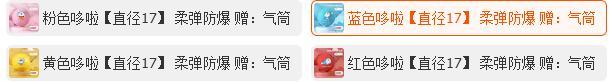 粉色哆啦【直径17】 柔弹防爆 赠：气筒
蓝色哆啦【直径17】 柔弹防爆 赠：气筒
黄色哆啦【直径17】 柔弹防爆 赠：气筒
红色哆啦【直径17】 柔弹防爆 赠：气筒